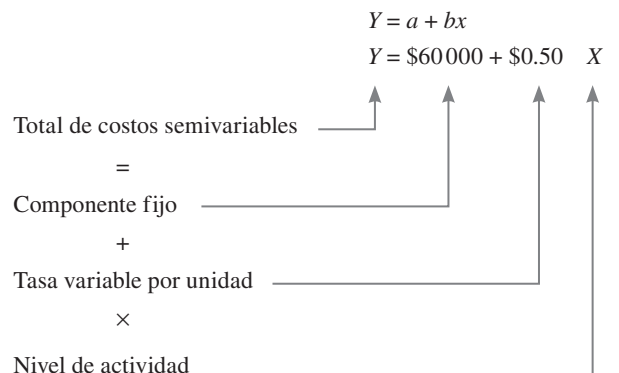 Y = a + bx
Y = $60 000 + $0.50 X
Total de costos semivariables
=
Componente fijo
+
Tasa variable por unidad
×
Nivel de actividad